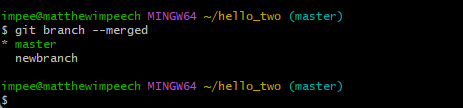 impee@matthewimpeech MINGW64 ~/hello_two (master)
$ git branch --merged
* master
  newbranch
impee@matthewimpeech MINGW64 ~/hello_two (master)
$